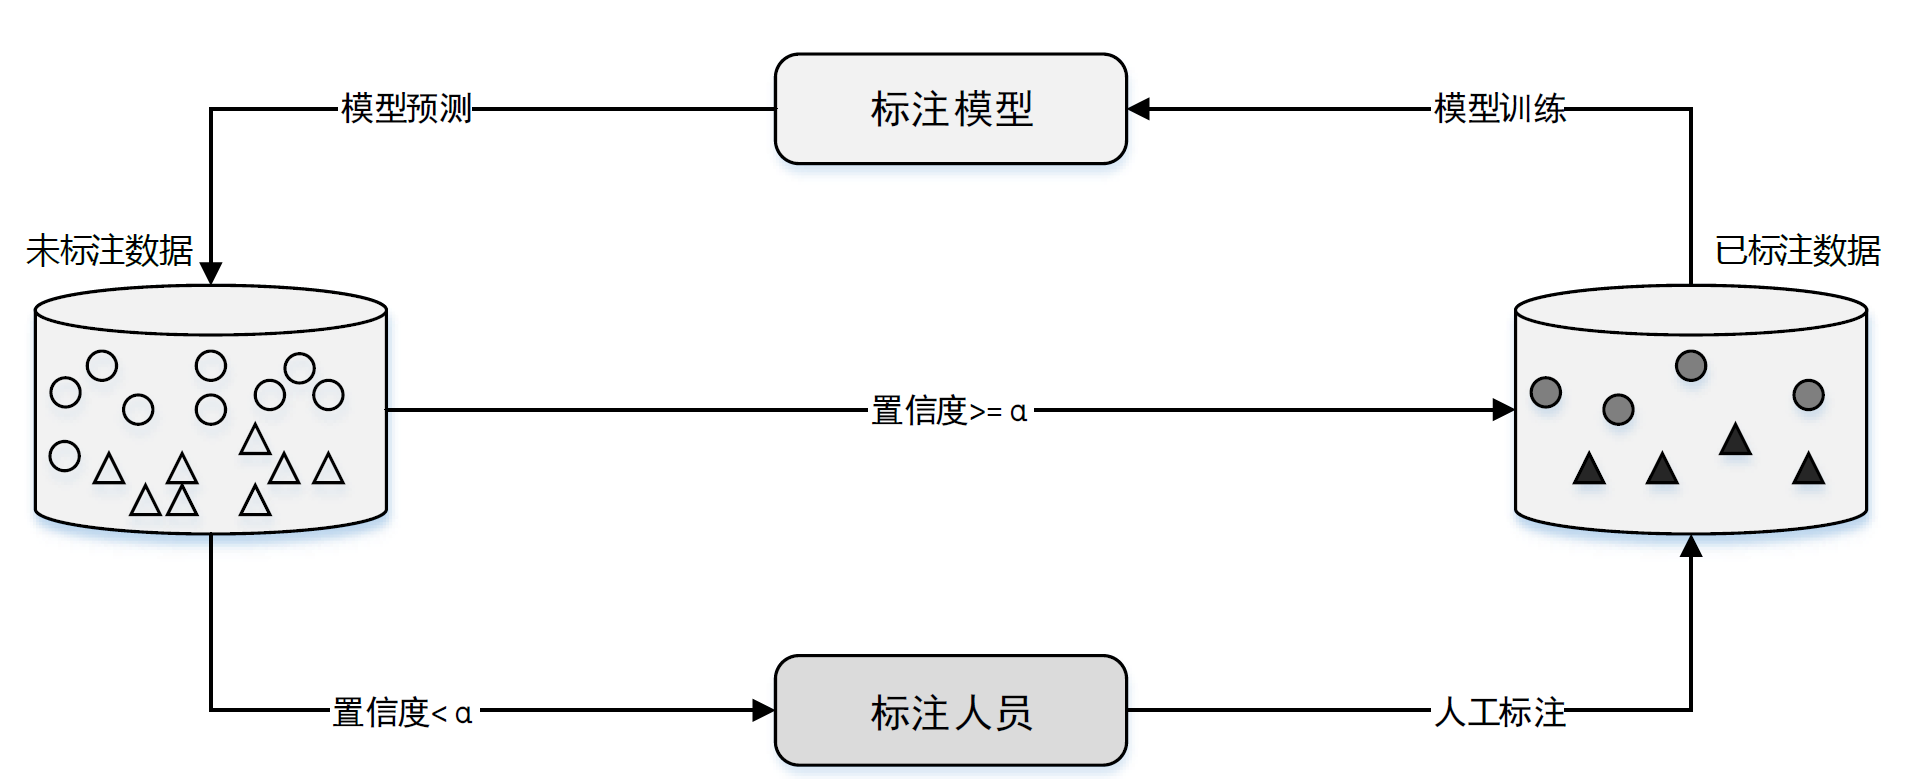 标注模型
模型预测
模型训练
未标注数据
已标注数据
置信度>= α
置信度< α
标注人员
人工标注